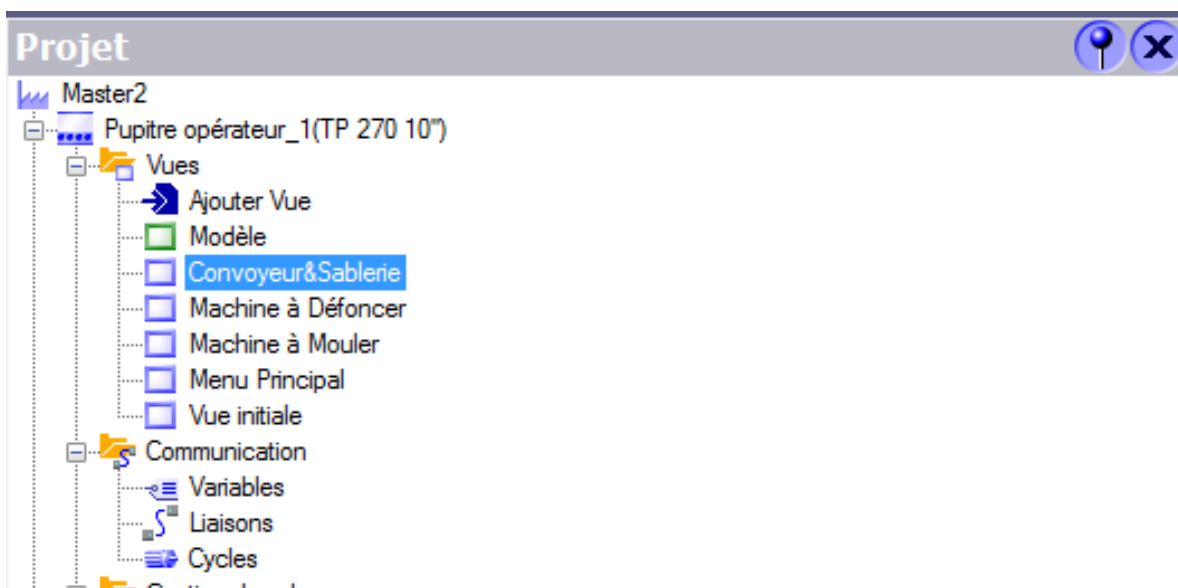 Projet
Master2
Pupitre opérateur_1(TP 270 10")
Vues
Ajouter Vue
Modèle
Convoyeur&Sablerie
Machine à Défoncer
Machine à Mouler
Menu Principal
Vue initiale
Communication
Variables
Liaisons
Cycles